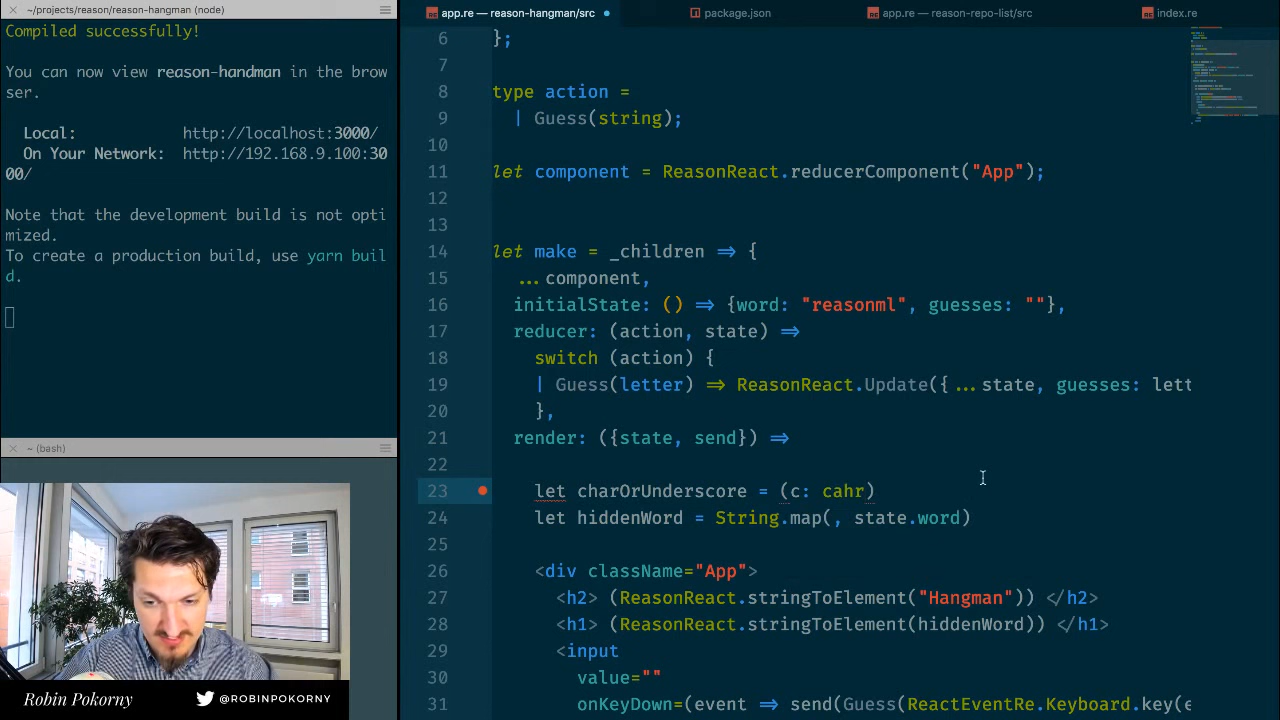 ~/projects/reason/reason-hangman (node)
Compiled successfully!
You can now view reason-handman in the brow
ser.
Local: http://localhost:3000/
On Your Network: http://192.168.9.100:30
00/
Note that the development build is not opti
mized.
To create a production build, use yarn buil
d.
~ (bash)
Robin Pokorny
@ROBINPOKORNY
app.re — reason-hangman/src
package.json
app.re — reason-repo-list/src
index.re
6 };
7
8 type action =
9 | Guess(string);
10
11 let component = ReasonReact.reducerComponent("App");
12
13
14 let make = _children => {
15 ...component,
16 initialState: () => {word: "reasonml", guesses: ""},
17 reducer: (action, state) =>
18 switch (action) {
19 | Guess(letter) => ReasonReact.Update({...state, guesses: lett
20 },
21 render: ({state, send}) =>
22
23 let charOrUnderscore = (c: cahr)
24 let hiddenWord = String.map(, state.word)
25
26 <div className="App">
27 <h2> (ReasonReact.stringToElement("Hangman")) </h2>
28 <h1> (ReasonReact.stringToElement(hiddenWord)) </h1>
29 <input
30 value=""
31 onKeyDown=(event => send(Guess(ReactEventRe.Keyboard.key(e